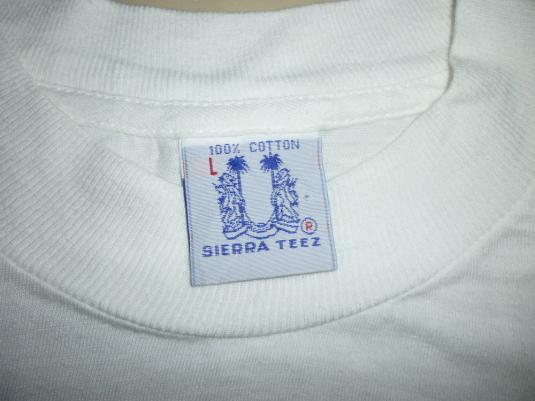 100% COTTON
L
®
SIERRA TEEZ